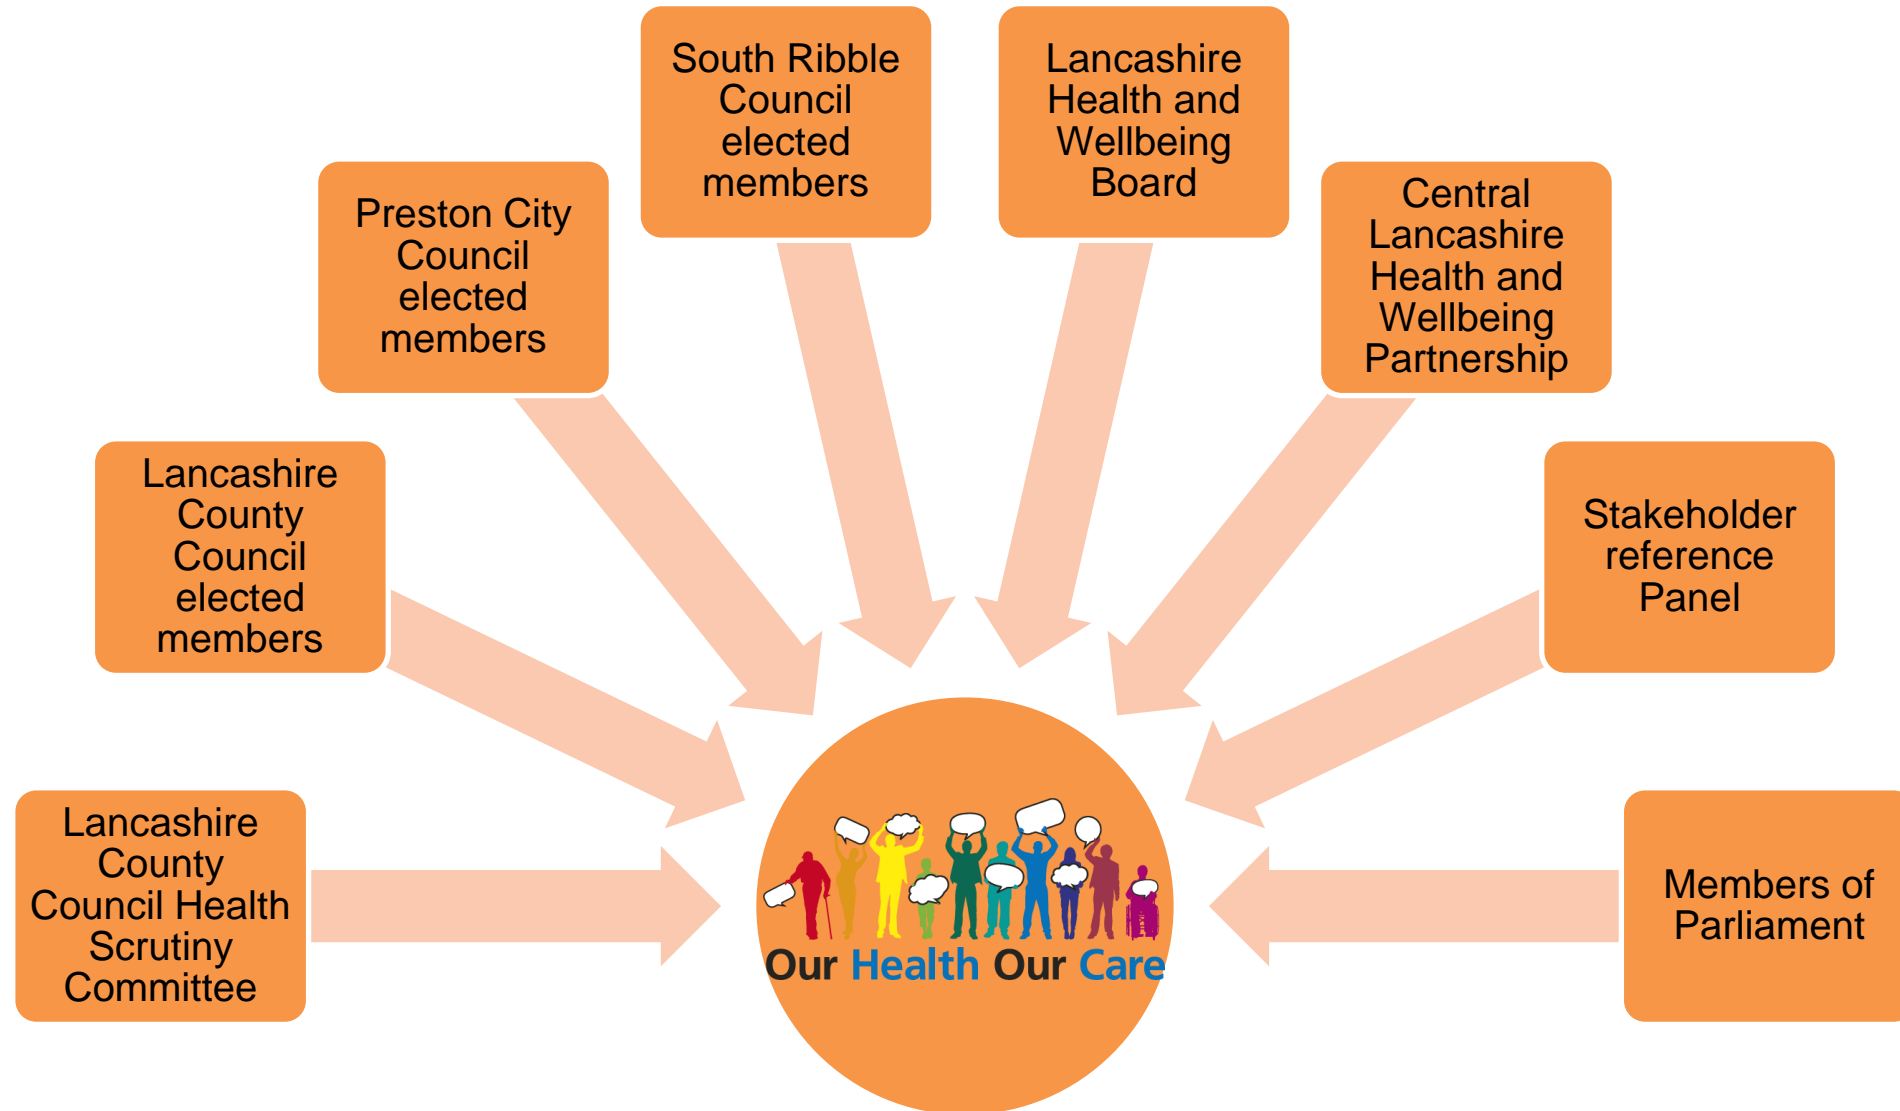 South Ribble
Council
elected
members
Lancashire
Health and
Wellbeing
Board
Preston City
Council
elected
members
Central
Lancashire
Health and
Wellbeing
Partnership
Lancashire
County
Council
elected
members
Stakeholder
reference
Panel
Lancashire
County
Council Health
Scrutiny
Committee
Members of
Parliament
Our Health Our Care